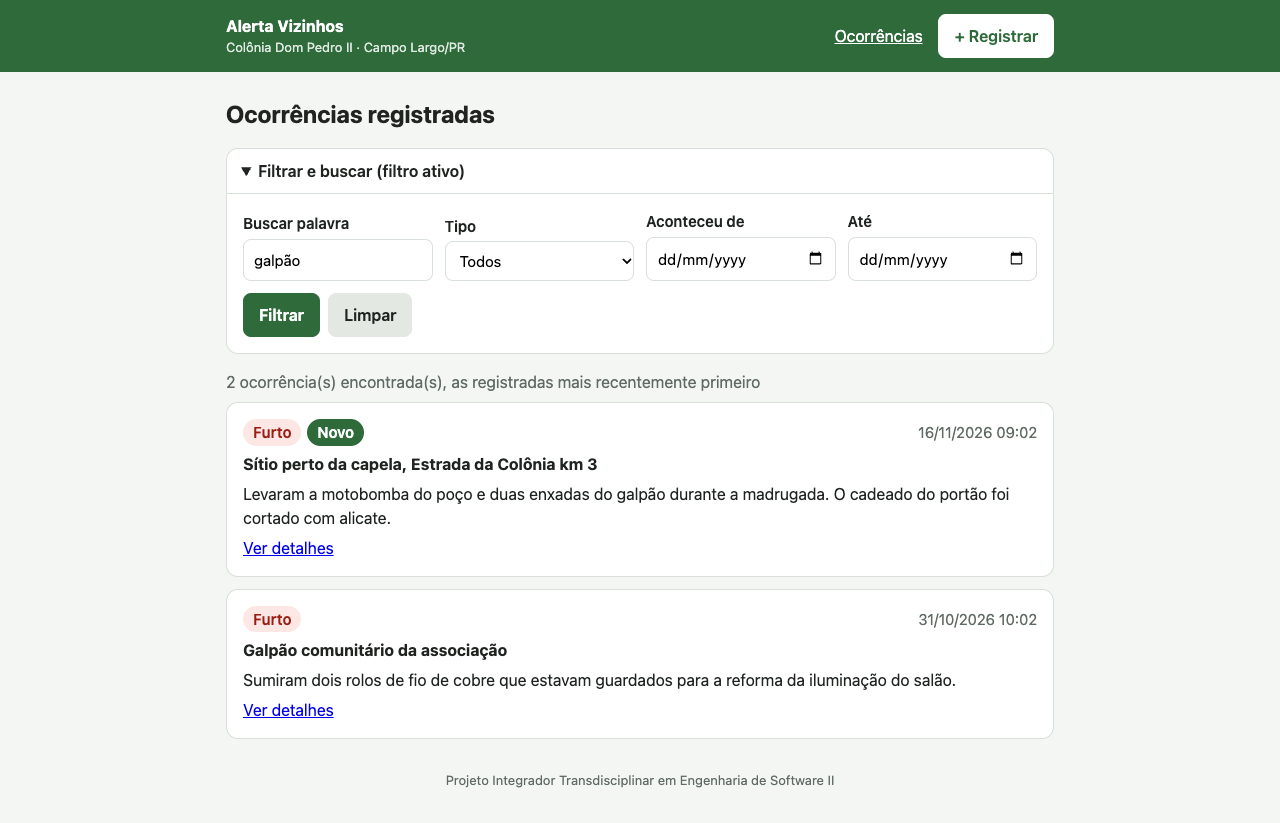 Alerta Vizinhos
Colônia Dom Pedro II · Campo Largo/PR
Ocorrências
+ Registrar
Ocorrências registradas
▼ Filtrar e buscar (filtro ativo)
Buscar palavra
Tipo
Aconteceu de
Até
galpão
Todos
dd/mm/yyyy
dd/mm/yyyy
Filtrar
Limpar
2 ocorrência(s) encontrada(s), as registradas mais recentemente primeiro
Furto
Novo
16/11/2026 09:02
Sítio perto da capela, Estrada da Colônia km 3
Levaram a motobomba do poço e duas enxadas do galpão durante a madrugada. O cadeado do portão foi
cortado com alicate.
Ver detalhes
Furto
31/10/2026 10:02
Galpão comunitário da associação
Sumiram dois rolos de fio de cobre que estavam guardados para a reforma da iluminação do salão.
Ver detalhes
Projeto Integrador Transdisciplinar em Engenharia de Software II